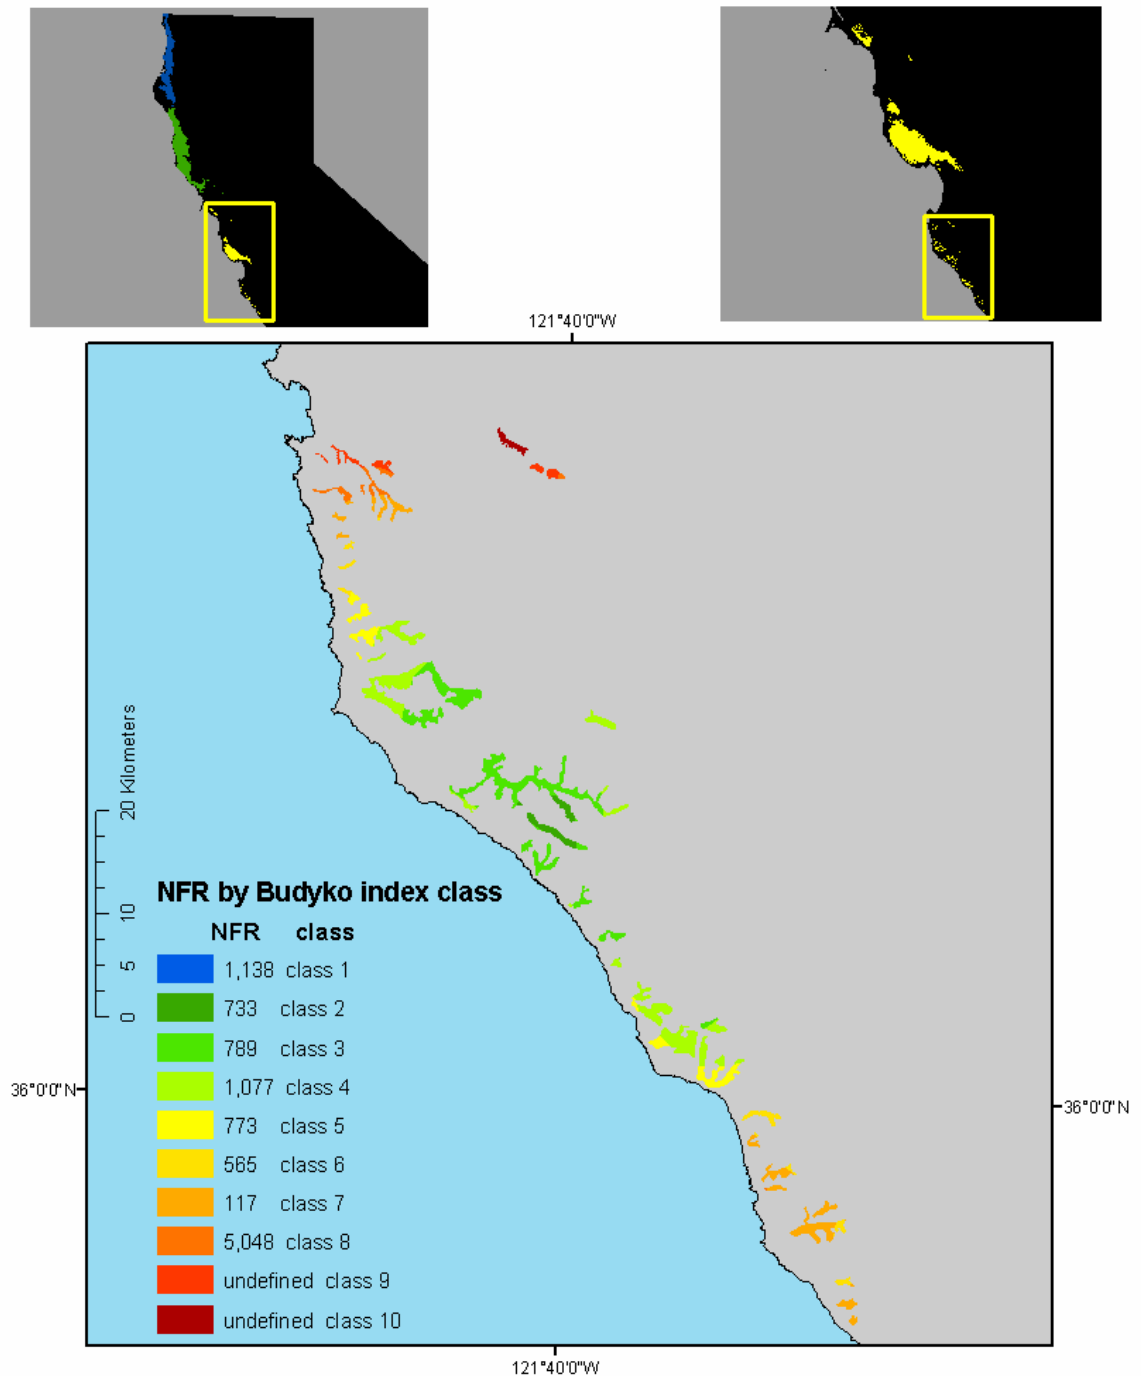 121°40'0"W
20 Kilometers
10
5
0
NFR by Budyko index class
NFR class
1,138 class 1
733 class 2
789 class 3
1,077 class 4
773 class 5
565 class 6
117 class 7
5,048 class 8
undefined class 9
undefined class 10
36°0'0"N
36°0'0"N
121°40'0"W